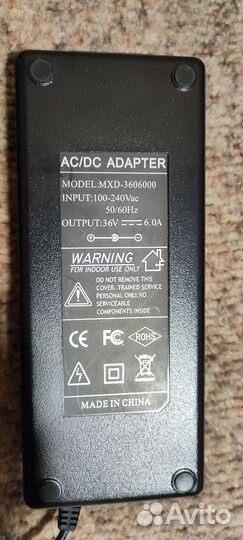 AC/DC ADAPTER
MODEL:MXD-3606000
INPUT:100-240Vac
50/60Hz
OUTPUT:36V⎓6.0A
WARNING
FOR INDOOR USE ONLY
DO NOT REMOVE THIS
COVER. TRAINED SERVICE
PERSONAL ONLY.NO
SERVICEABLE
COMPONENTS INSIDE
CE FC RoHS
MADE IN CHINA
Avito